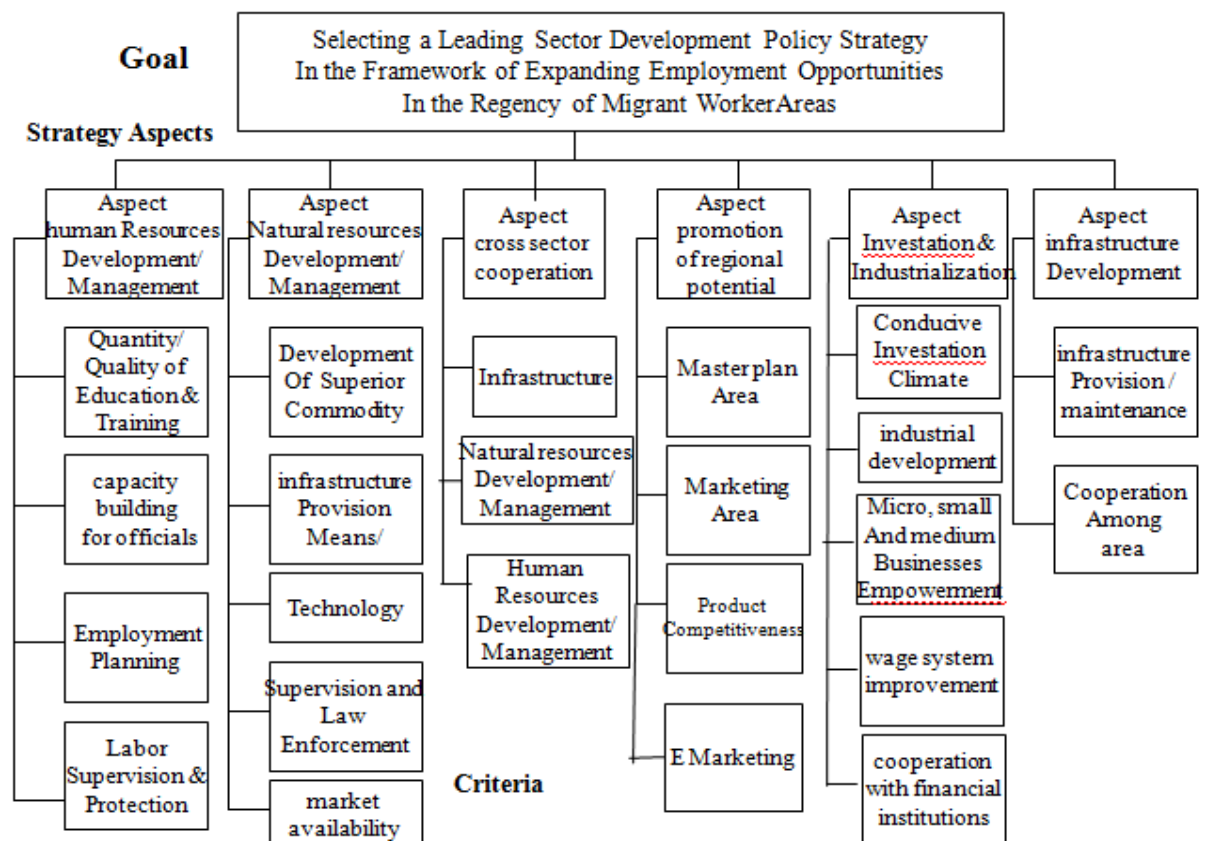 Goal
Selecting a Leading Sector Development Policy Strategy
In the Framework of Expanding Employment Opportunities
In the Regency of Migrant WorkerAreas
Strategy Aspects
Aspect
human Resources
Development/
Management
Quantity/
Quality of
Education &
Training
capacity
building
for officials
Employment
Planning
Labor
Supervision &
Protection
Aspect
Natural resources
Development/
Management
Development
Of Superior
Commodity
infrastructure
Provision
Means/
Technology
Supervision and
Law
Enforcement
market
availability
Aspect
cross sector
cooperation
Infrastructure
Natural resources
Development/
Management
Human
Resources
Development/
Management
Criteria
Aspect
promotion
of regional
potential
Master plan
Area
Marketing
Area
Product
Competitiveness
E Marketing
Aspect
Investation &
Industrialization
Conducive
Investation
Climate
industrial
development
Micro, small
And medium
Businesses
Empowerment
wage system
improvement
cooperation
with financial
institutions
Aspect
infrastructure
Development
infrastructure
Provision /
maintenance
Cooperation
Among
area